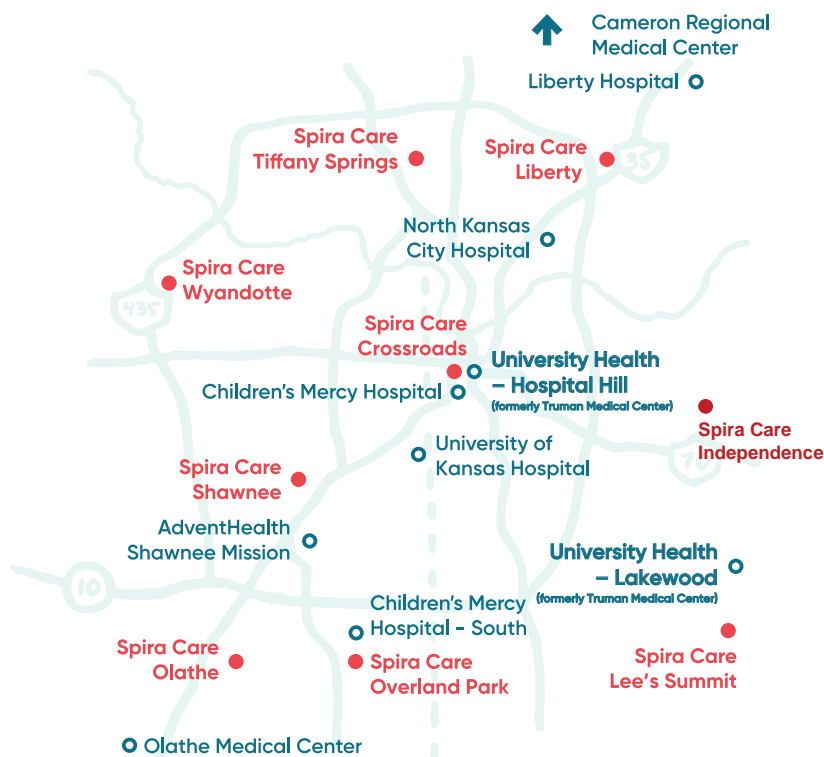 Cameron Regional
Medical Center
Liberty Hospital
Spira Care
Tiffany Springs
Spira Care
Liberty
35
North Kansas
City Hospital
Spira Care
Wyandotte
435
Spira Care
Crossroads
University Health
– Hospital Hill
(formerly Truman Medical Center)
Children's Mercy Hospital
Spira Care
Independence
University of
Kansas Hospital
70
Spira Care
Shawnee
AdventHealth
Shawnee Mission
University Health
– Lakewood
(formerly Truman Medical Center)
10
Children's Mercy
Hospital - South
Spira Care
Olathe
Spira Care
Overland Park
Spira Care
Lee's Summit
Olathe Medical Center